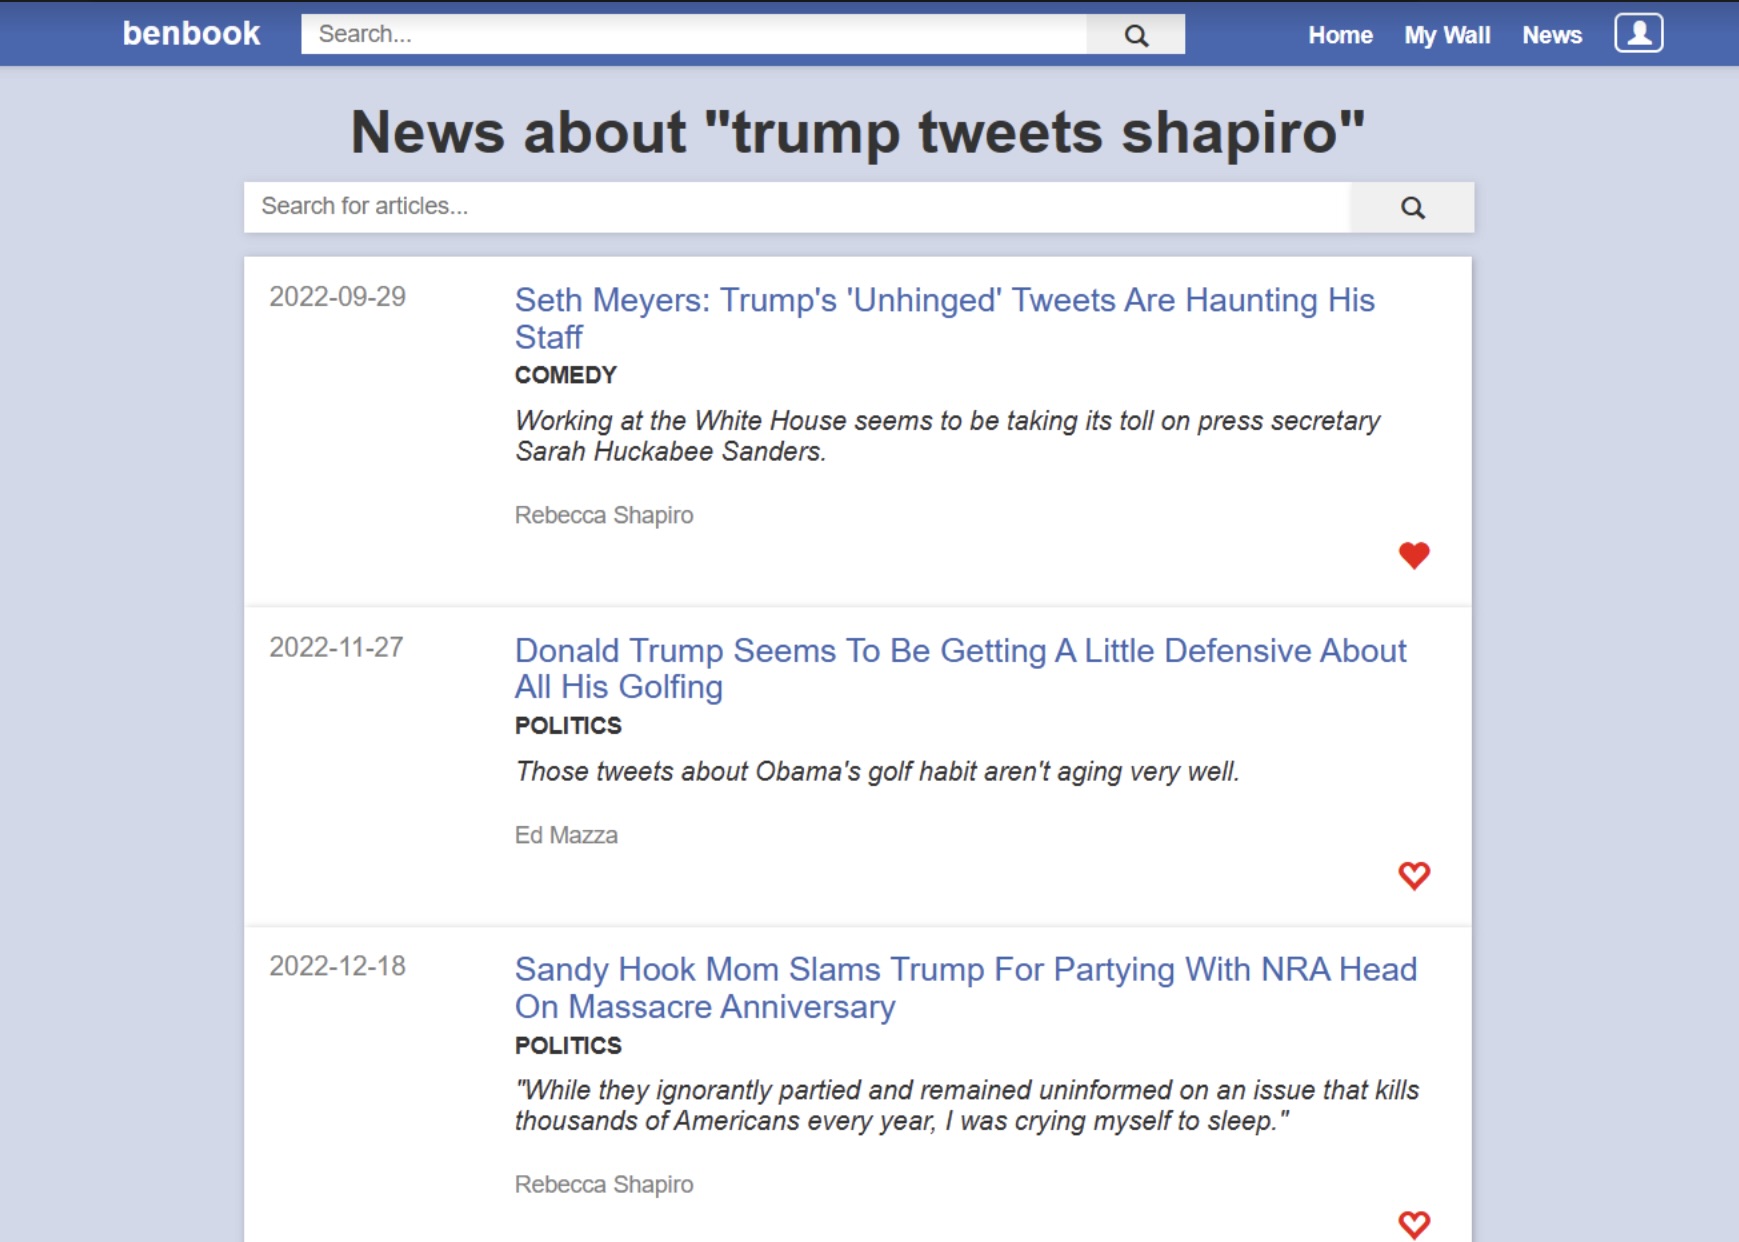 benbook
Search...
Home My Wall News
News about "trump tweets shapiro"
Search for articles...
2022-09-29
Seth Meyers: Trump's 'Unhinged' Tweets Are Haunting His
Staff
COMEDY
Working at the White House seems to be taking its toll on press secretary
Sarah Huckabee Sanders.
Rebecca Shapiro
2022-11-27
Donald Trump Seems To Be Getting A Little Defensive About
All His Golfing
POLITICS
Those tweets about Obama's golf habit aren't aging very well.
Ed Mazza
2022-12-18
Sandy Hook Mom Slams Trump For Partying With NRA Head
On Massacre Anniversary
POLITICS
"While they ignorantly partied and remained uninformed on an issue that kills
thousands of Americans every year, I was crying myself to sleep."
Rebecca Shapiro